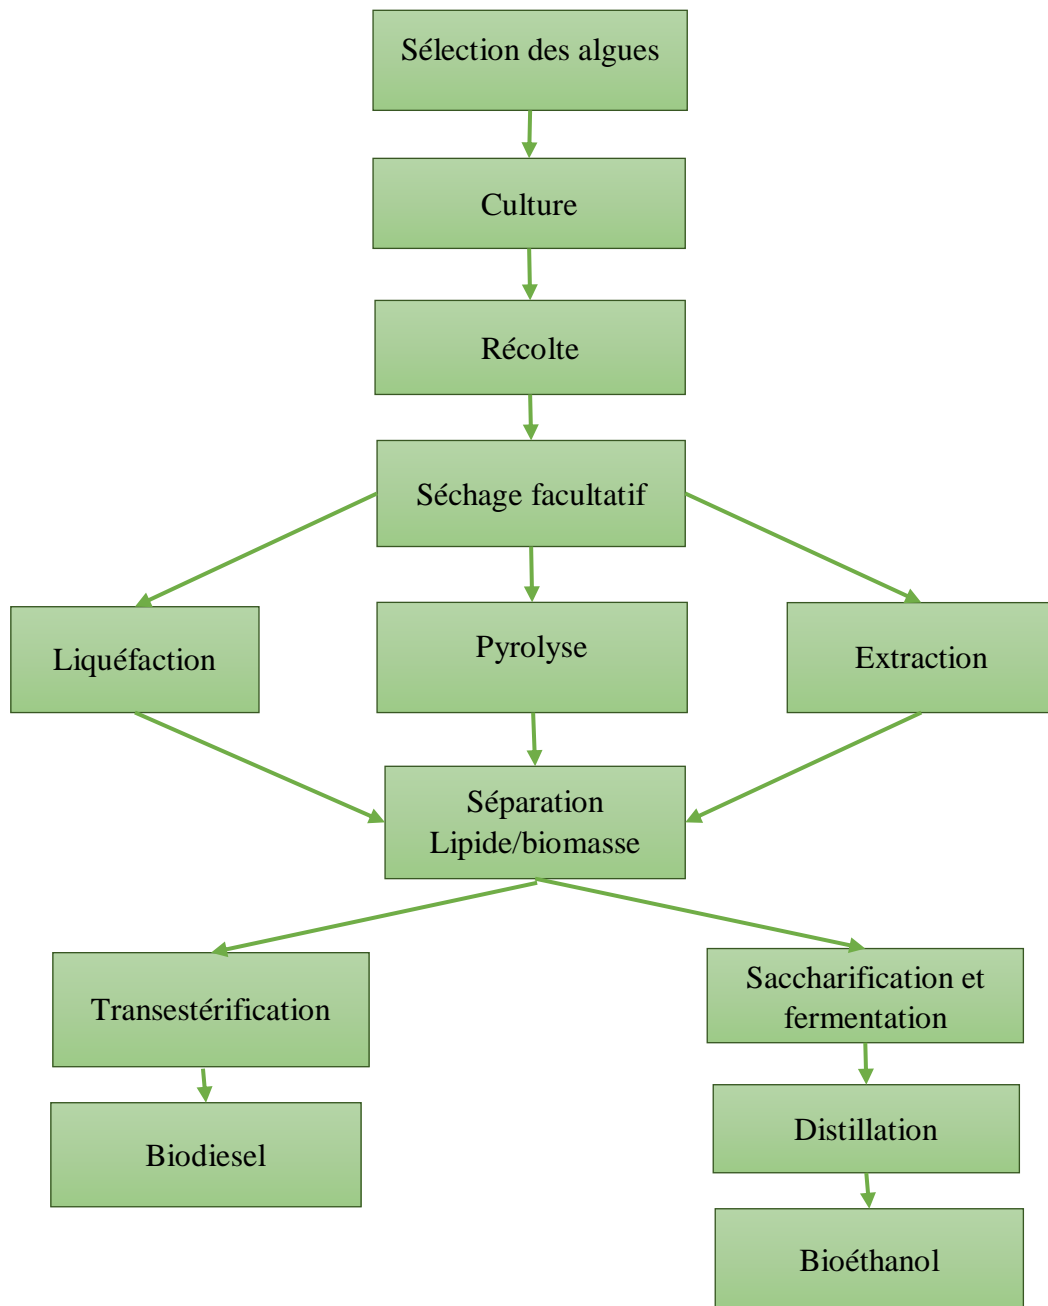 Sélection des algues
Culture
Récolte
Séchage facultatif
Liquéfaction
Pyrolyse
Extraction
Séparation
Lipide/biomasse
Transestérification
Saccharification et
fermentation
Biodiesel
Distillation
Bioéthanol